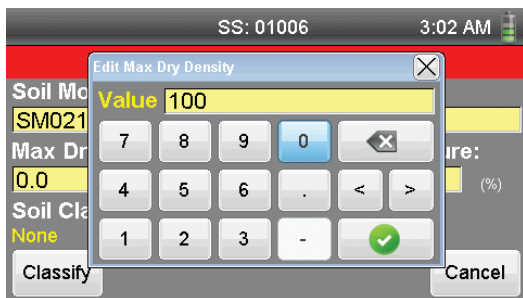 SS: 01006 3:02 AM
Edit Max Dry Density
Value 100
7 8 9 0
4 5 6 . < >
1 2 3 -
Soil Mo
SM021
Max Dr ure:
0.0 (%)
Soil Cla
None
Classify Cancel